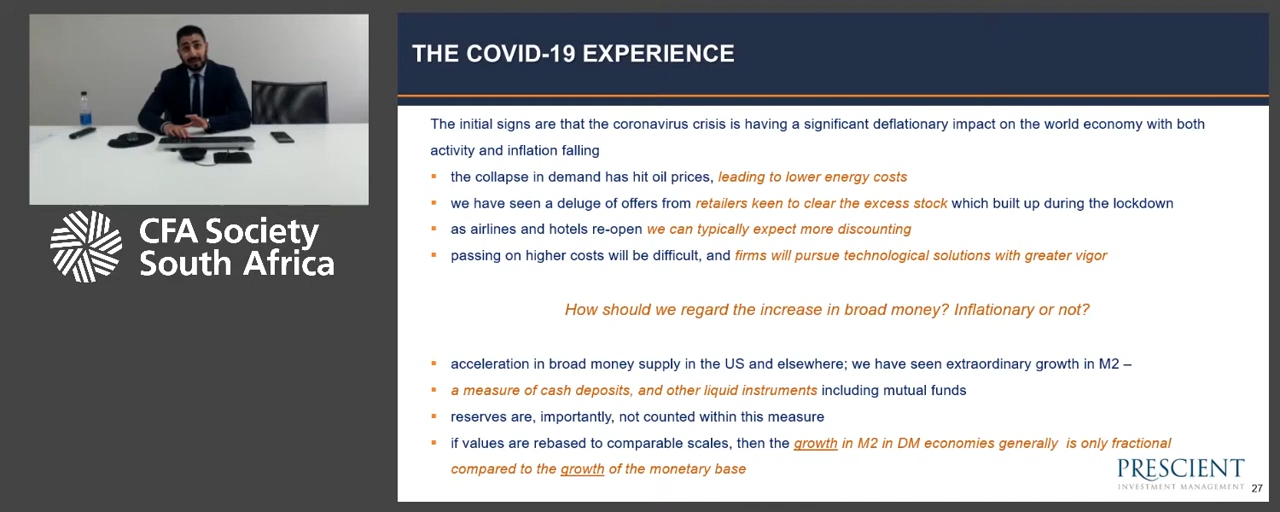 CFA Society
South Africa
THE COVID-19 EXPERIENCE
The initial signs are that the coronavirus crisis is having a significant deflationary impact on the world economy with both
activity and inflation falling
▪ the collapse in demand has hit oil prices, leading to lower energy costs
▪ we have seen a deluge of offers from retailers keen to clear the excess stock which built up during the lockdown
▪ as airlines and hotels re-open we can typically expect more discounting
▪ passing on higher costs will be difficult, and firms will pursue technological solutions with greater vigor
How should we regard the increase in broad money? Inflationary or not?
▪ acceleration in broad money supply in the US and elsewhere; we have seen extraordinary growth in M2 –
▪ a measure of cash deposits, and other liquid instruments including mutual funds
▪ reserves are, importantly, not counted within this measure
▪ if values are rebased to comparable scales, then the growth in M2 in DM economies generally is only fractional
compared to the growth of the monetary base
PRESCIENT
INVESTMENT MANAGEMENT
27